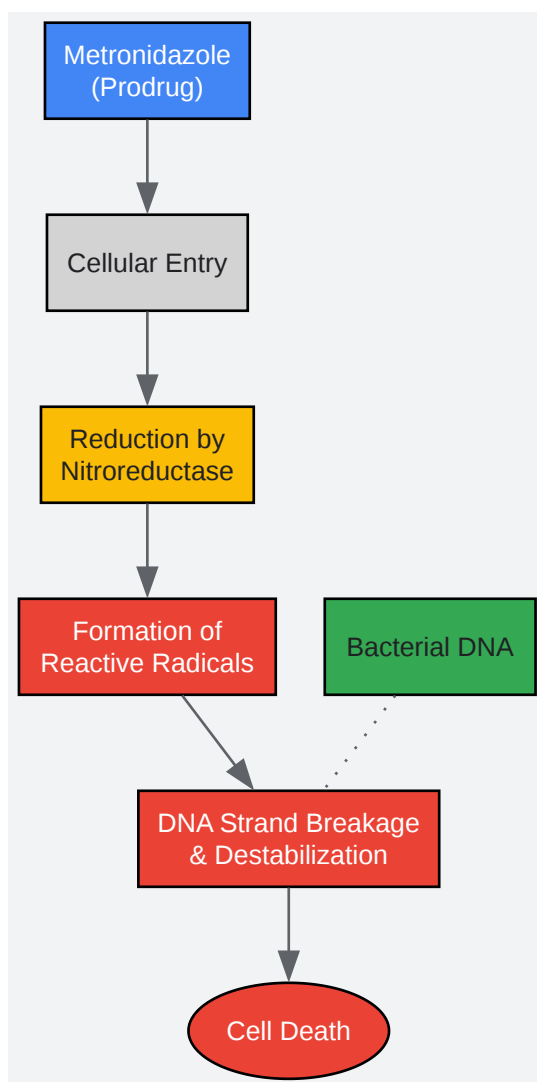 Metronidazole
(Prodrug)
Cellular Entry
Reduction by
Nitroreductase
Formation of
Reactive Radicals
Bacterial DNA
DNA Strand Breakage
& Destabilization
Cell Death